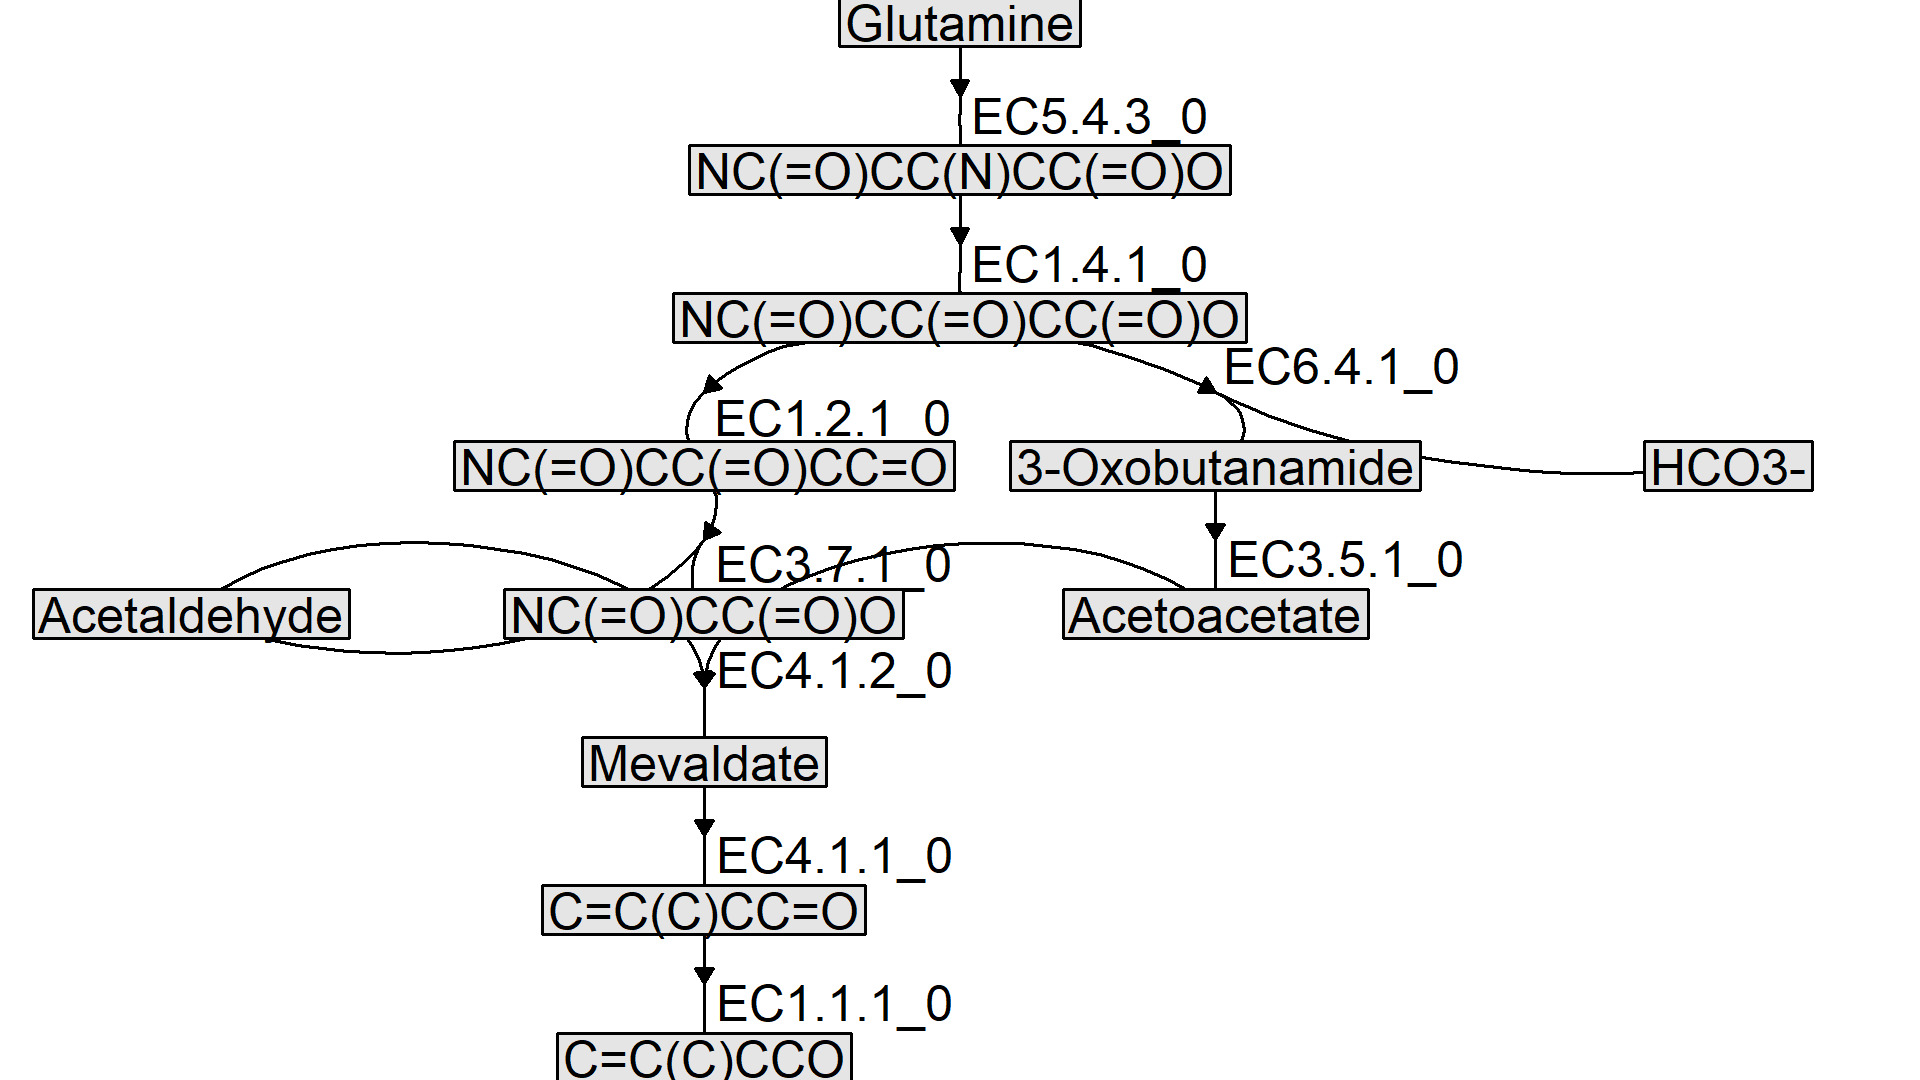 Glutamine
EC5.4.3_0
NC(=O)CC(N)CC(=O)O
EC1.4.1_0
NC(=O)CC(=O)CC(=O)O
EC6.4.1_0
EC1.2.1_0
NC(=O)CC(=O)CC=O
3-Oxobutanamide
HCO3-
EC3.7.1_0
EC3.5.1_0
Acetaldehyde
NC(=O)CC(=O)O
Acetoacetate
EC4.1.2_0
Mevaldate
EC4.1.1_0
C=C(C)CC=O
EC1.1.1_0
C=C(C)CCO